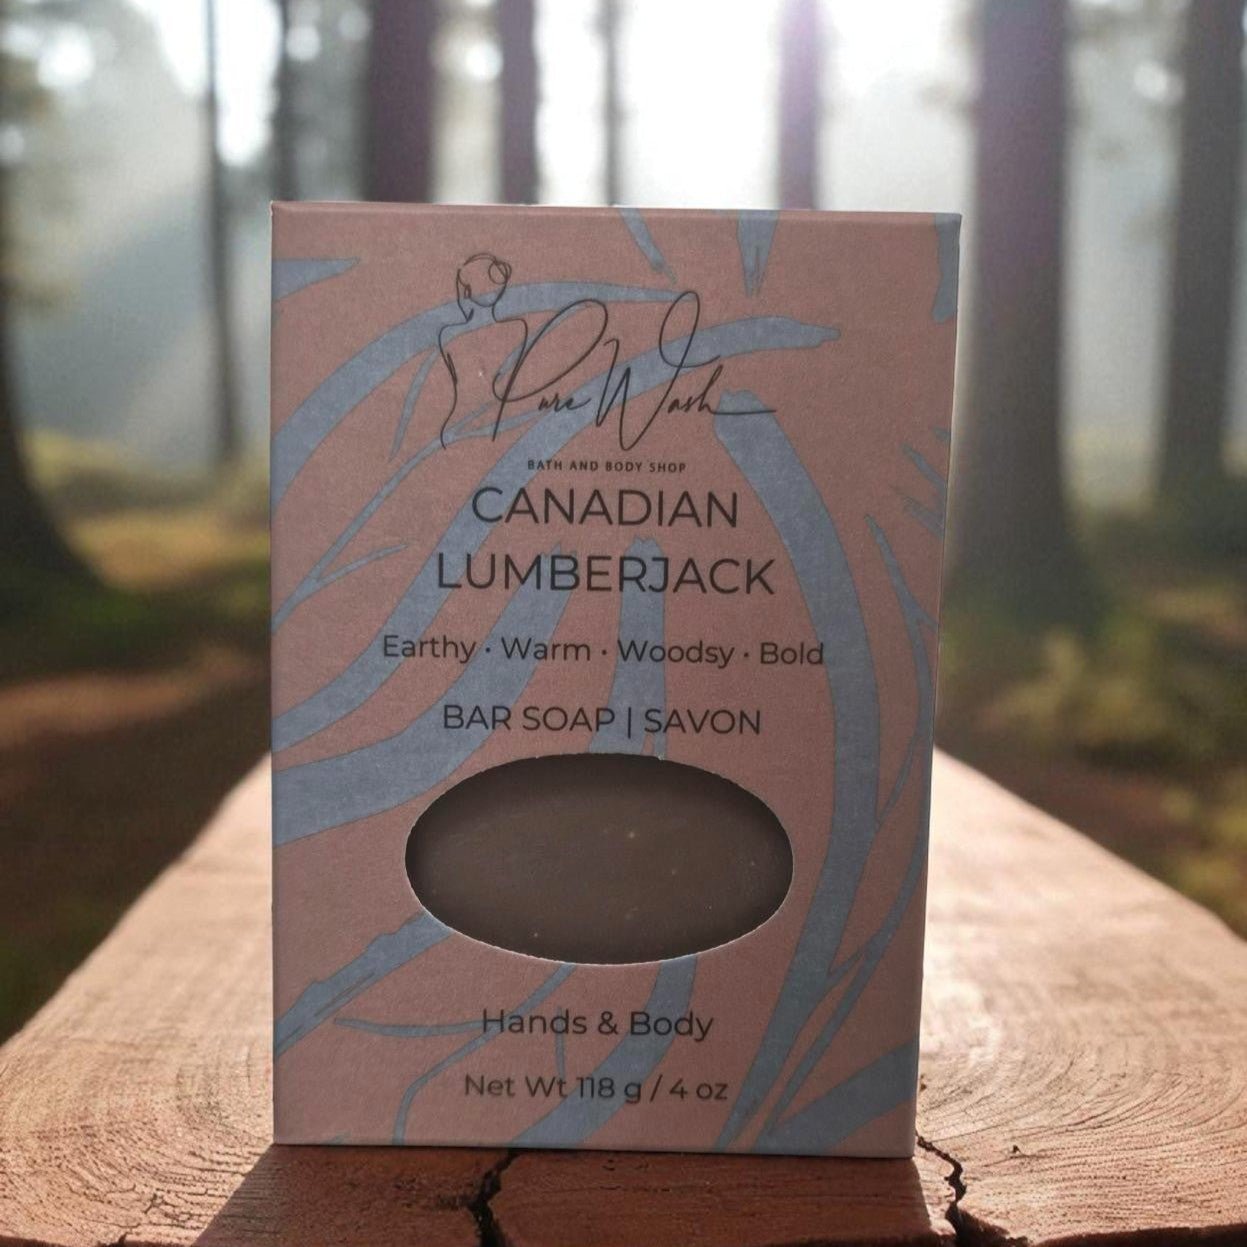 Pure Wash
BATH AND BODY SHOP
CANADIAN
LUMBERJACK
Earthy · Warm · Woodsy · Bold
BAR SOAP | SAVON
Hands & Body
Net Wt 118 g / 4 oz